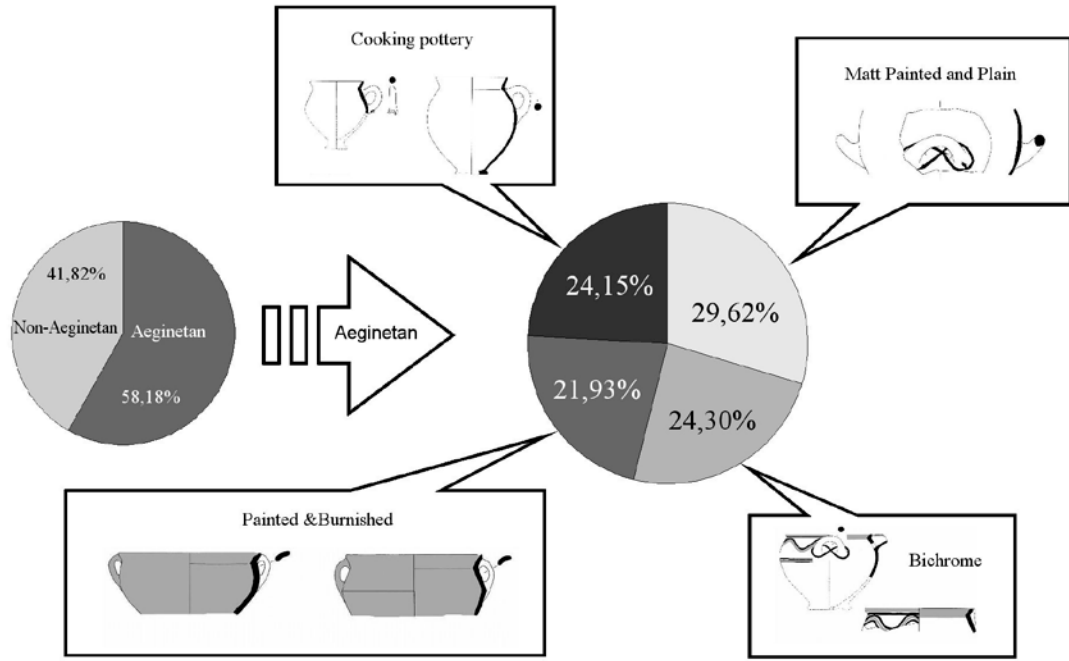 Cooking pottery
Matt Painted and Plain
41,82%
Non-Aeginetan
Aeginetan
58,18%
Aeginetan
24,15%
29,62%
21,93%
24,30%
Painted &Burnished
Bichrome